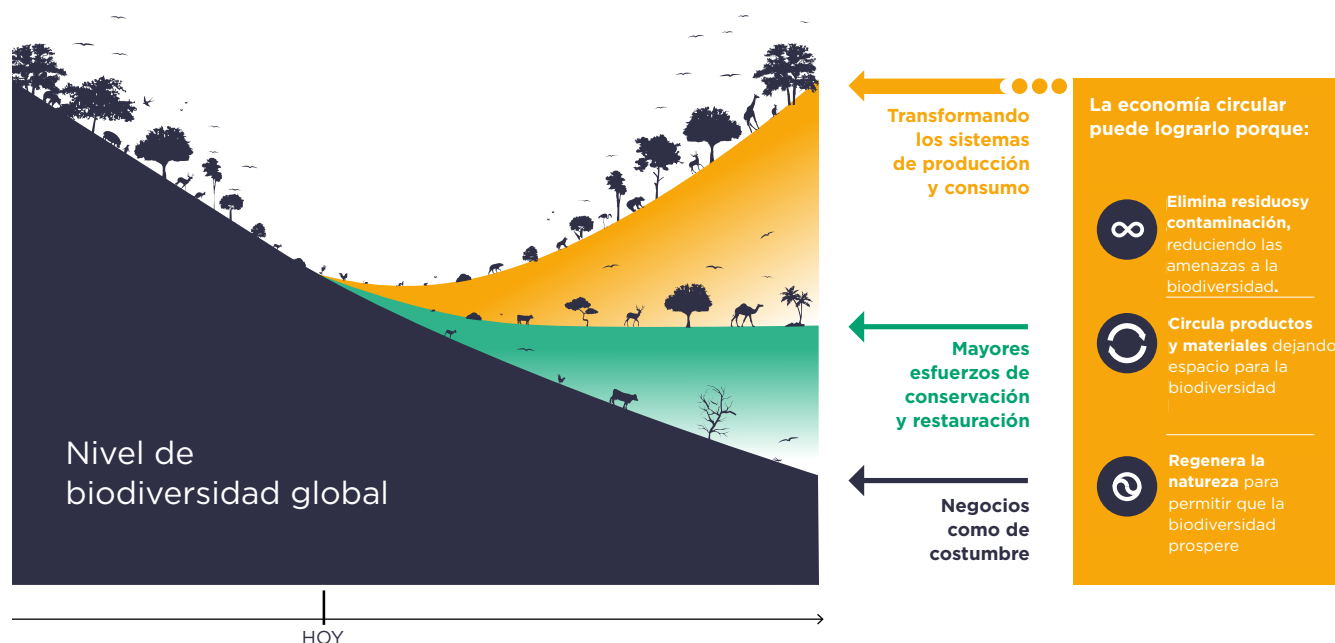 Nivel de
biodiversidad global
HOY
Transformando
los sistemas
de producción
y consumo
Mayores
esfuerzos de
conservación
y restauración
Negocios
como de
costumbre
La economía circular
puede lograrlo porque:
Elimina residuosy
contaminación,
reduciendo las
amenazas a la
biodiversidad.
Circula productos
y materiales dejando
espacio para la
biodiversidad
Regenera la
natureza para
permitir que la
biodiversidad
prospere